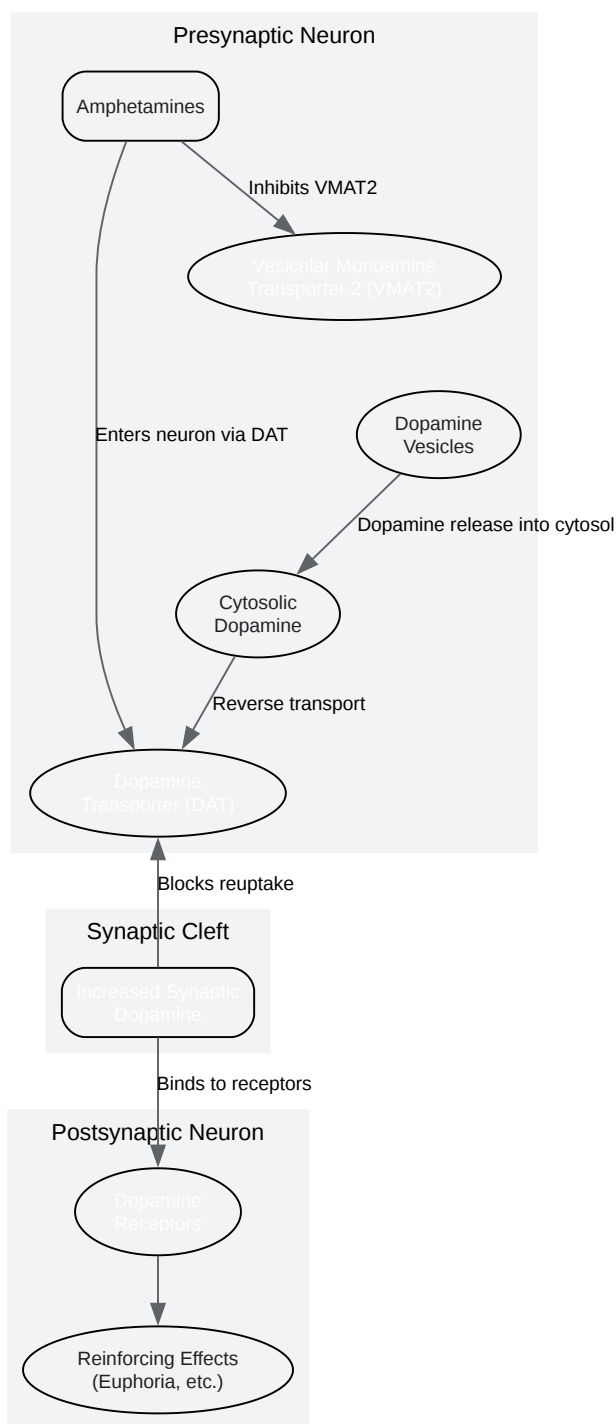 Presynaptic Neuron
Amphetamines
Inhibits VMAT2
Vesicular Monoamine
Transporter 2 (VMAT2)
Dopamine
Vesicles
Enters neuron via DAT
Dopamine release into cytosol
Cytosolic
Dopamine
Reverse transport
Dopamine
Transporter (DAT)
Blocks reuptake
Synaptic Cleft
Increased Synaptic
Dopamine
Binds to receptors
Postsynaptic Neuron
Dopamine
Receptors
Reinforcing Effects
(Euphoria, etc.)